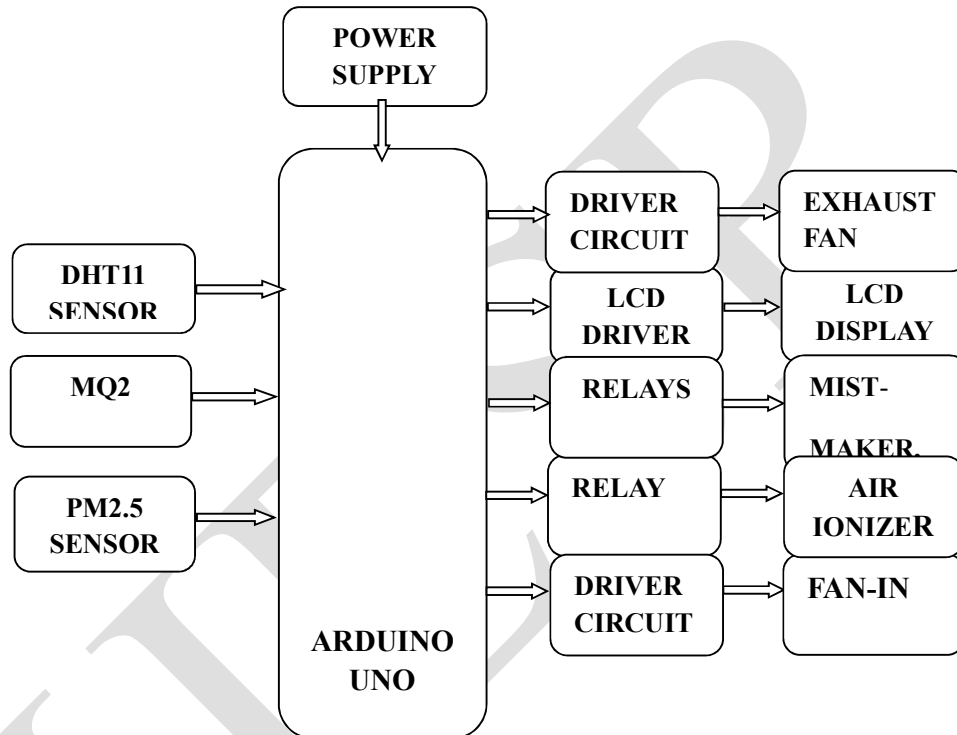 POWER
SUPPLY
DHT11
SENSOR
MQ2
PM2.5
SENSOR
ARDUINO
UNO
DRIVER
CIRCUIT
EXHAUST
FAN
LCD
DRIVER
LCD
DISPLAY
RELAYS
MIST-
MAKER.
RELAY
AIR
IONIZER
DRIVER
CIRCUIT
FAN-IN